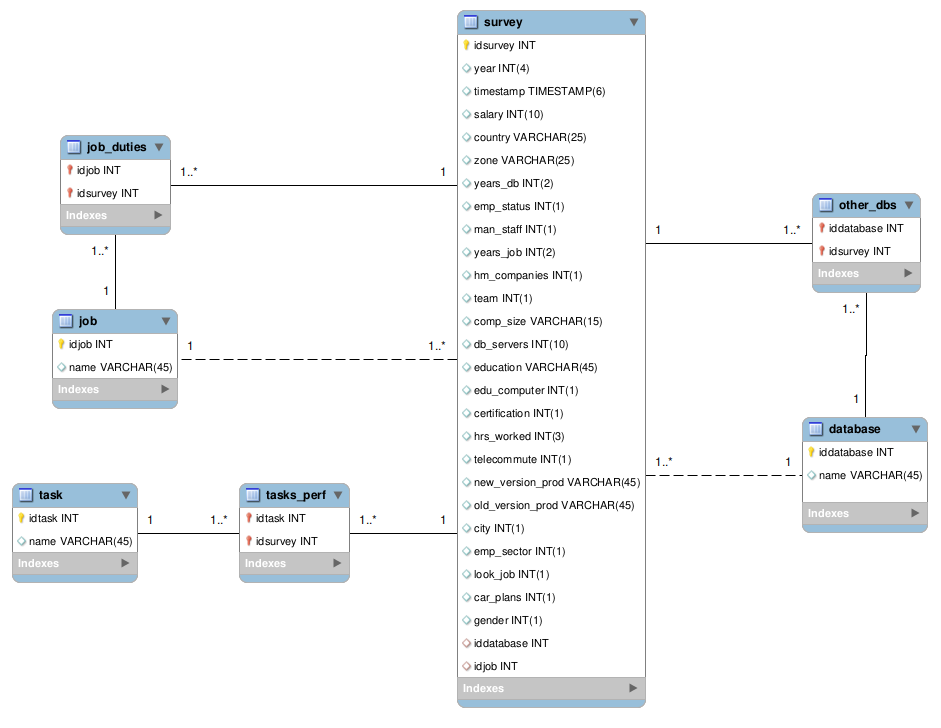 survey
idsurvey INT
year INT(4)
timestamp TIMESTAMP(6)
salary INT(10)
country VARCHAR(25)
zone VARCHAR(25)
years_db INT(2)
emp_status INT(1)
man_staff INT(1)
years_job INT(2)
hm_companies INT(1)
team INT(1)
comp_size VARCHAR(15)
db_servers INT(10)
education VARCHAR(45)
edu_computer INT(1)
certification INT(1)
hrs_worked INT(3)
telecommute INT(1)
new_version_prod VARCHAR(45)
old_version_prod VARCHAR(45)
city INT(1)
emp_sector INT(1)
look_job INT(1)
car_plans INT(1)
gender INT(1)
iddatabase INT
idjob INT
Indexes
job_duties
idjob INT
idsurvey INT
Indexes
1..*
1
1..*
1
job
idjob INT
name VARCHAR(45)
Indexes
1
1..*
task
idtask INT
name VARCHAR(45)
Indexes
1
1..*
tasks_perf
idtask INT
idsurvey INT
Indexes
1..*
1
other_dbs
iddatabase INT
idsurvey INT
Indexes
1
1..*
1..*
1
database
iddatabase INT
name VARCHAR(45)
Indexes
1..*
1